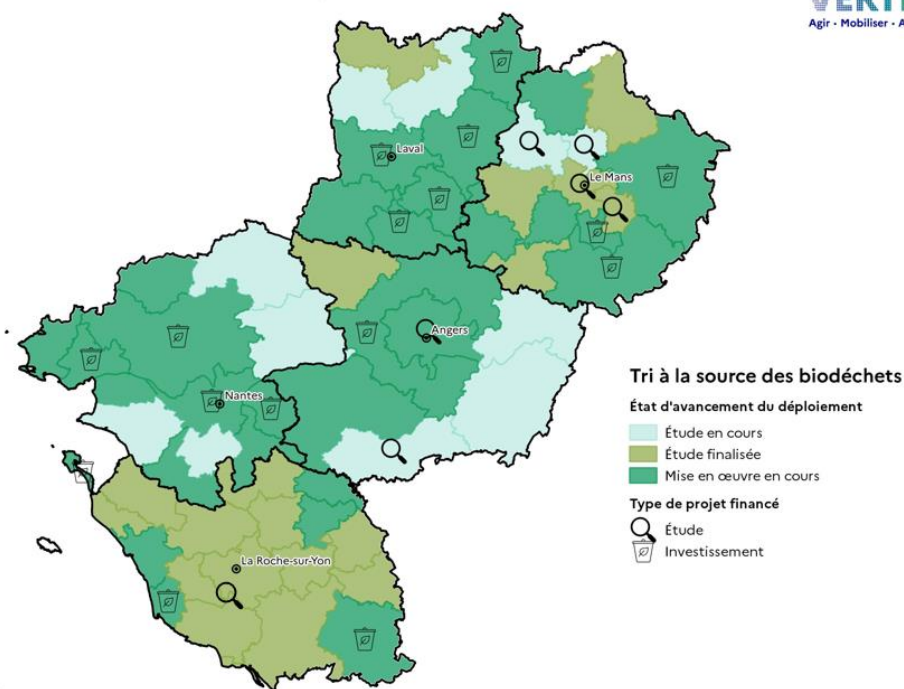 Agir • Mobiliser • A
Laval
Le Mans
Angers
Nantes
La Roche-sur-Yon
Tri à la source des biodéchets
État d'avancement du déploiement
Étude en cours
Étude finalisée
Mise en œuvre en cours
Type de projet financé
Étude
Investissement